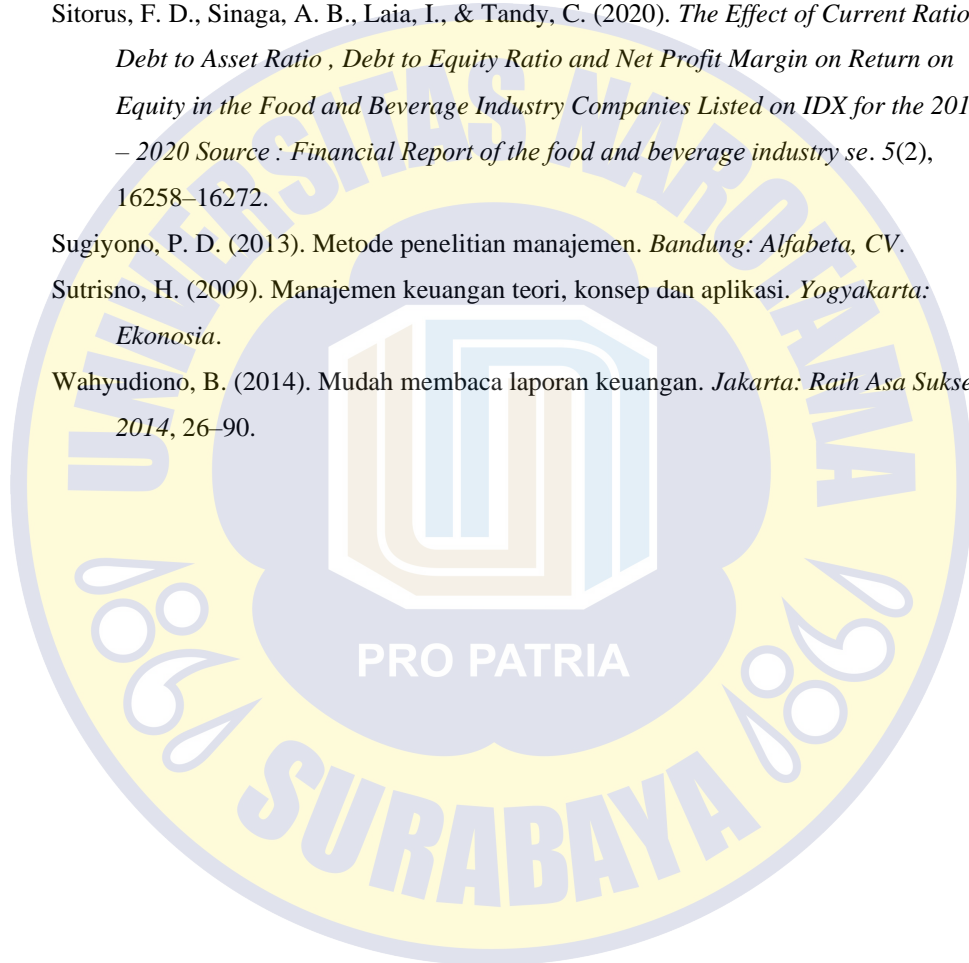 Sitorus, F. D., Sinaga, A. B., Laia, I., & Tandy, C. (2020). The Effect of Current Ratio
Debt to Asset Ratio , Debt to Equity Ratio and Net Profit Margin on Return on
Equity in the Food and Beverage Industry Companies Listed on IDX for the 201
– 2020 Source : Financial Report of the food and beverage industry se. 5(2),
16258–16272.
Sugiyono, P. D. (2013). Metode penelitian manajemen. Bandung: Alfabeta, CV.
Sutrisno, H. (2009). Manajemen keuangan teori, konsep dan aplikasi. Yogyakarta:
Ekonosia.
Wahyudiono, B. (2014). Mudah membaca laporan keuangan. Jakarta: Raih Asa Sukse
2014, 26–90.
UNIVERSITAS NAROTAMA
PRO PATRIA
SURABAYA